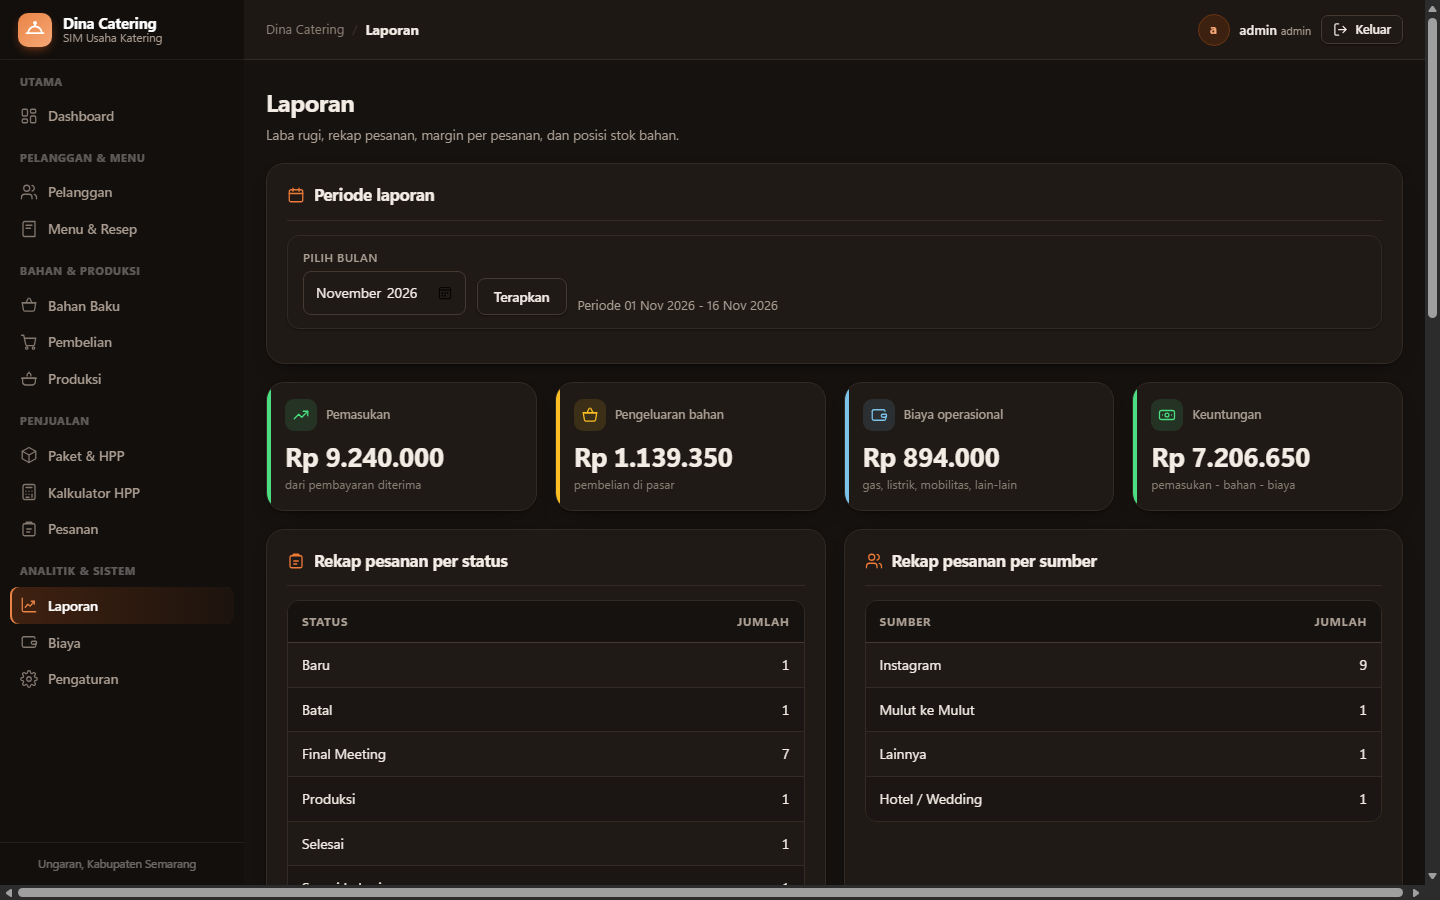 Dina Catering
SIM Usaha Katering
UTAMA
Dashboard
PELANGGAN & MENU
Pelanggan
Menu & Resep
BAHAN & PRODUKSI
Bahan Baku
Pembelian
Produksi
PENJUALAN
Paket & HPP
Kalkulator HPP
Pesanan
ANALITIK & SISTEM
Laporan
Biaya
Pengaturan
Ungaran, Kabupaten Semarang
Dina Catering / Laporan
a admin admin Keluar
Laporan
Laba rugi, rekap pesanan, margin per pesanan, dan posisi stok bahan.
Periode laporan
PILIH BULAN
November 2026 Terapkan Periode 01 Nov 2026 - 16 Nov 2026
Pemasukan
Rp 9.240.000
dari pembayaran diterima
Pengeluaran bahan
Rp 1.139.350
pembelian di pasar
Biaya operasional
Rp 894.000
gas, listrik, mobilitas, lain-lain
Keuntungan
Rp 7.206.650
pemasukan - bahan - biaya
Rekap pesanan per status
STATUS JUMLAH
Baru 1
Batal 1
Final Meeting 7
Produksi 1
Selesai 1
Rekap pesanan per sumber
SUMBER JUMLAH
Instagram 9
Mulut ke Mulut 1
Lainnya 1
Hotel / Wedding 1